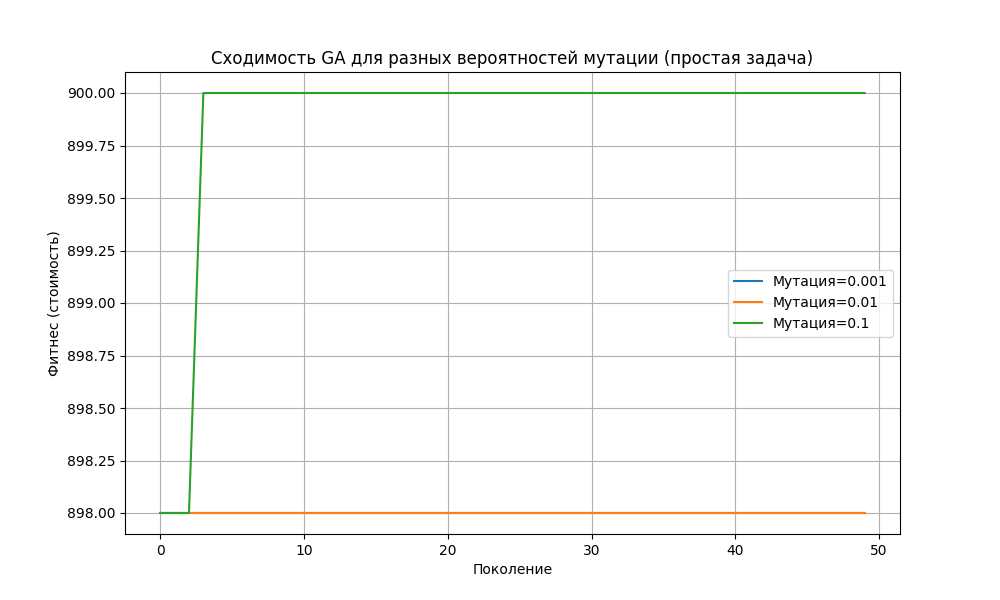 Сходимость GA для разных вероятностей мутации (простая задача)
900.00
899.75
899.50
899.25
899.00
898.75
898.50
898.25
898.00
Фитнес (стоимость)
Мутация=0.001
Мутация=0.01
Мутация=0.1
0 10 20 30 40 50
Поколение